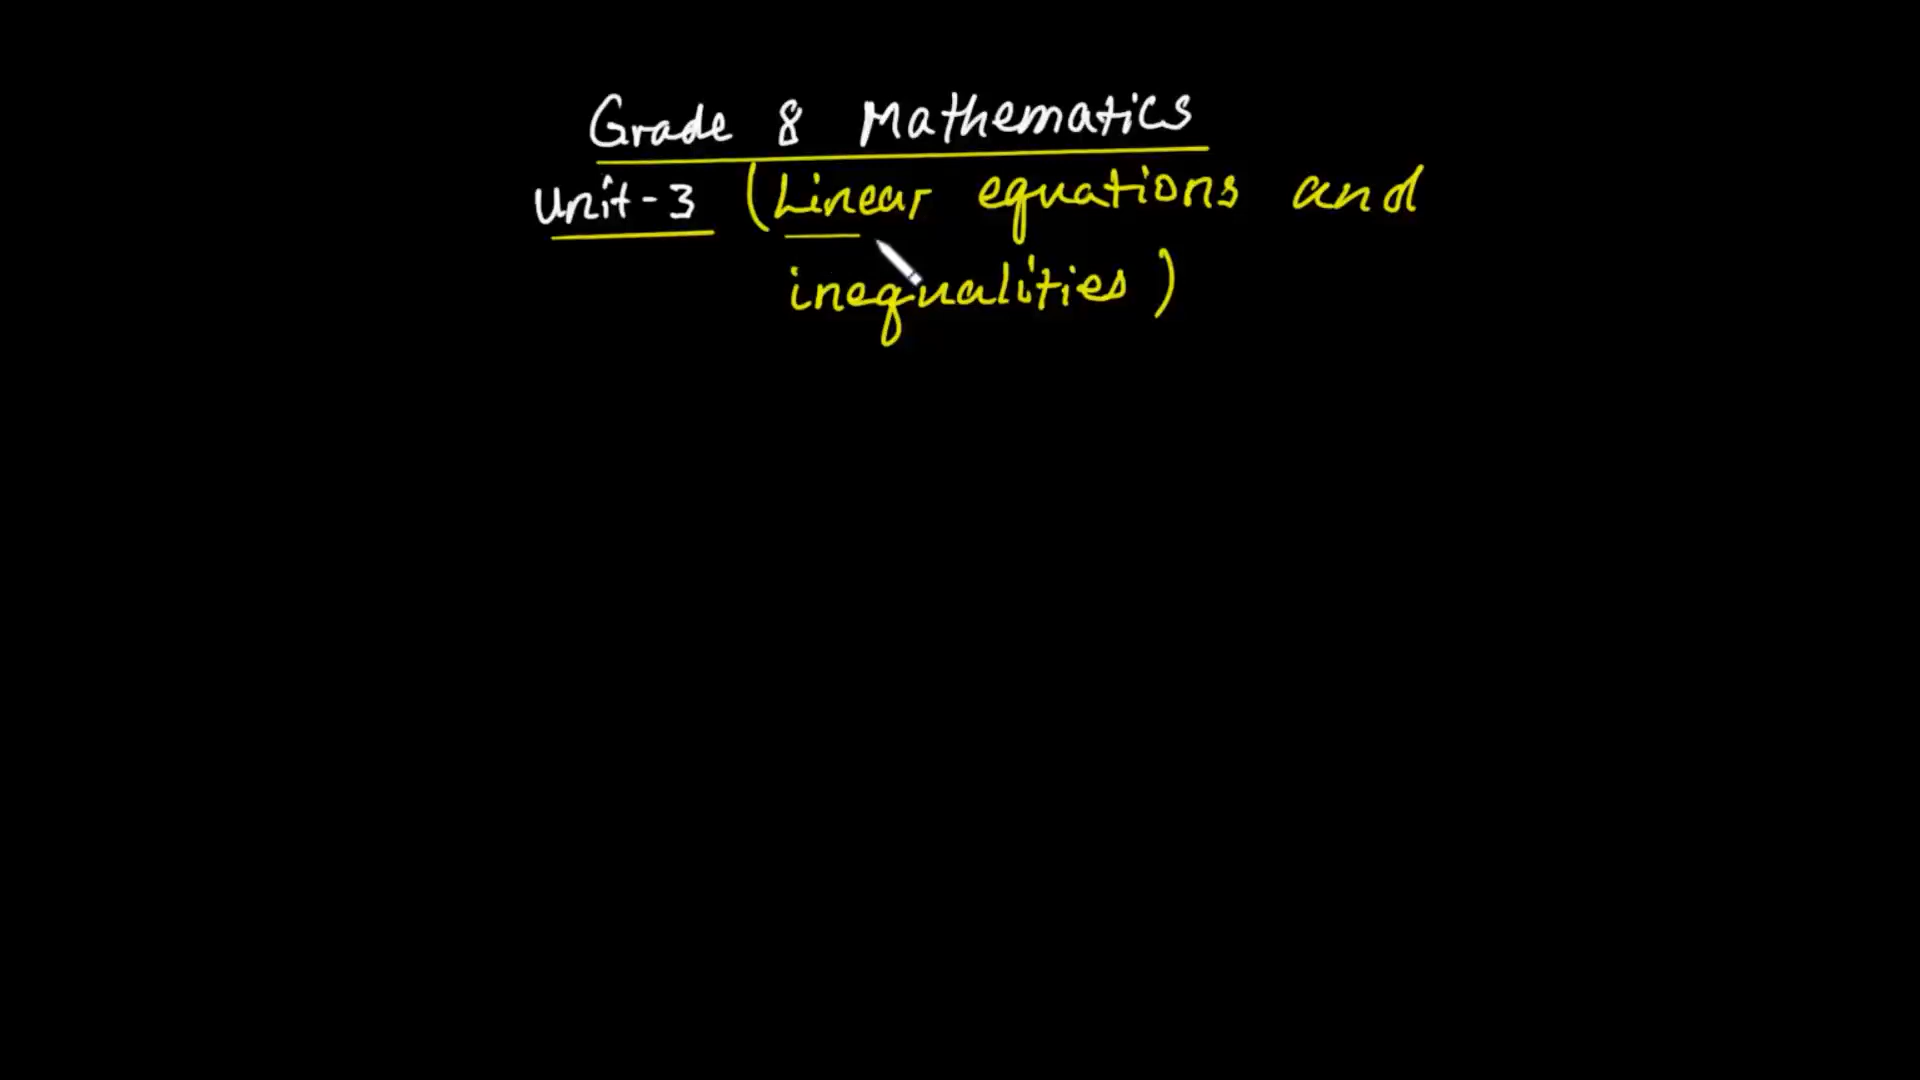 Grade 8 Mathematics
Unit-3 (Linear equations and
inequalities)